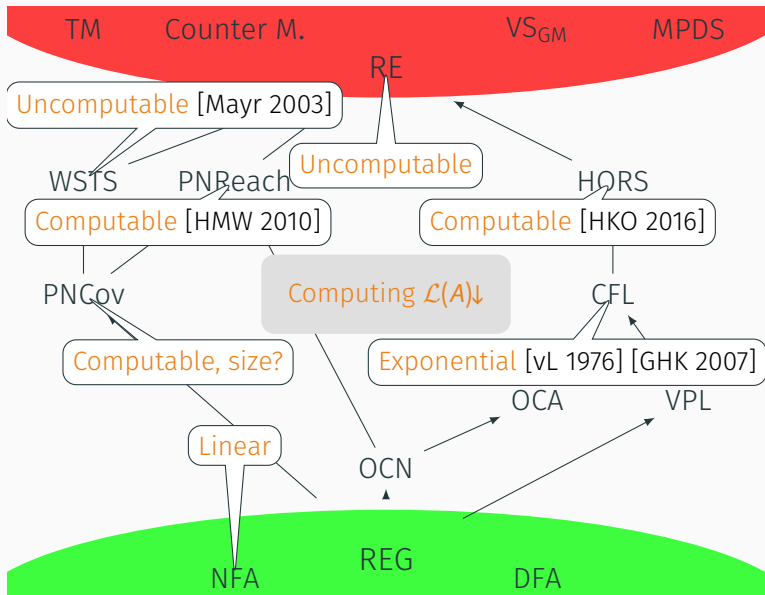 TM Counter M. VS_GM MPDS
RE
Uncomputable [Mayr 2003]
Uncomputable
WSTS PNReach HORS
Computable [HMW 2010] Computable [HKO 2016]
Computing 𝓛(A)↓
PNCov CFL
Computable, size? Exponential [vL 1976] [GHK 2007]
OCA VPL
Linear
OCN
REG
NFA DFA